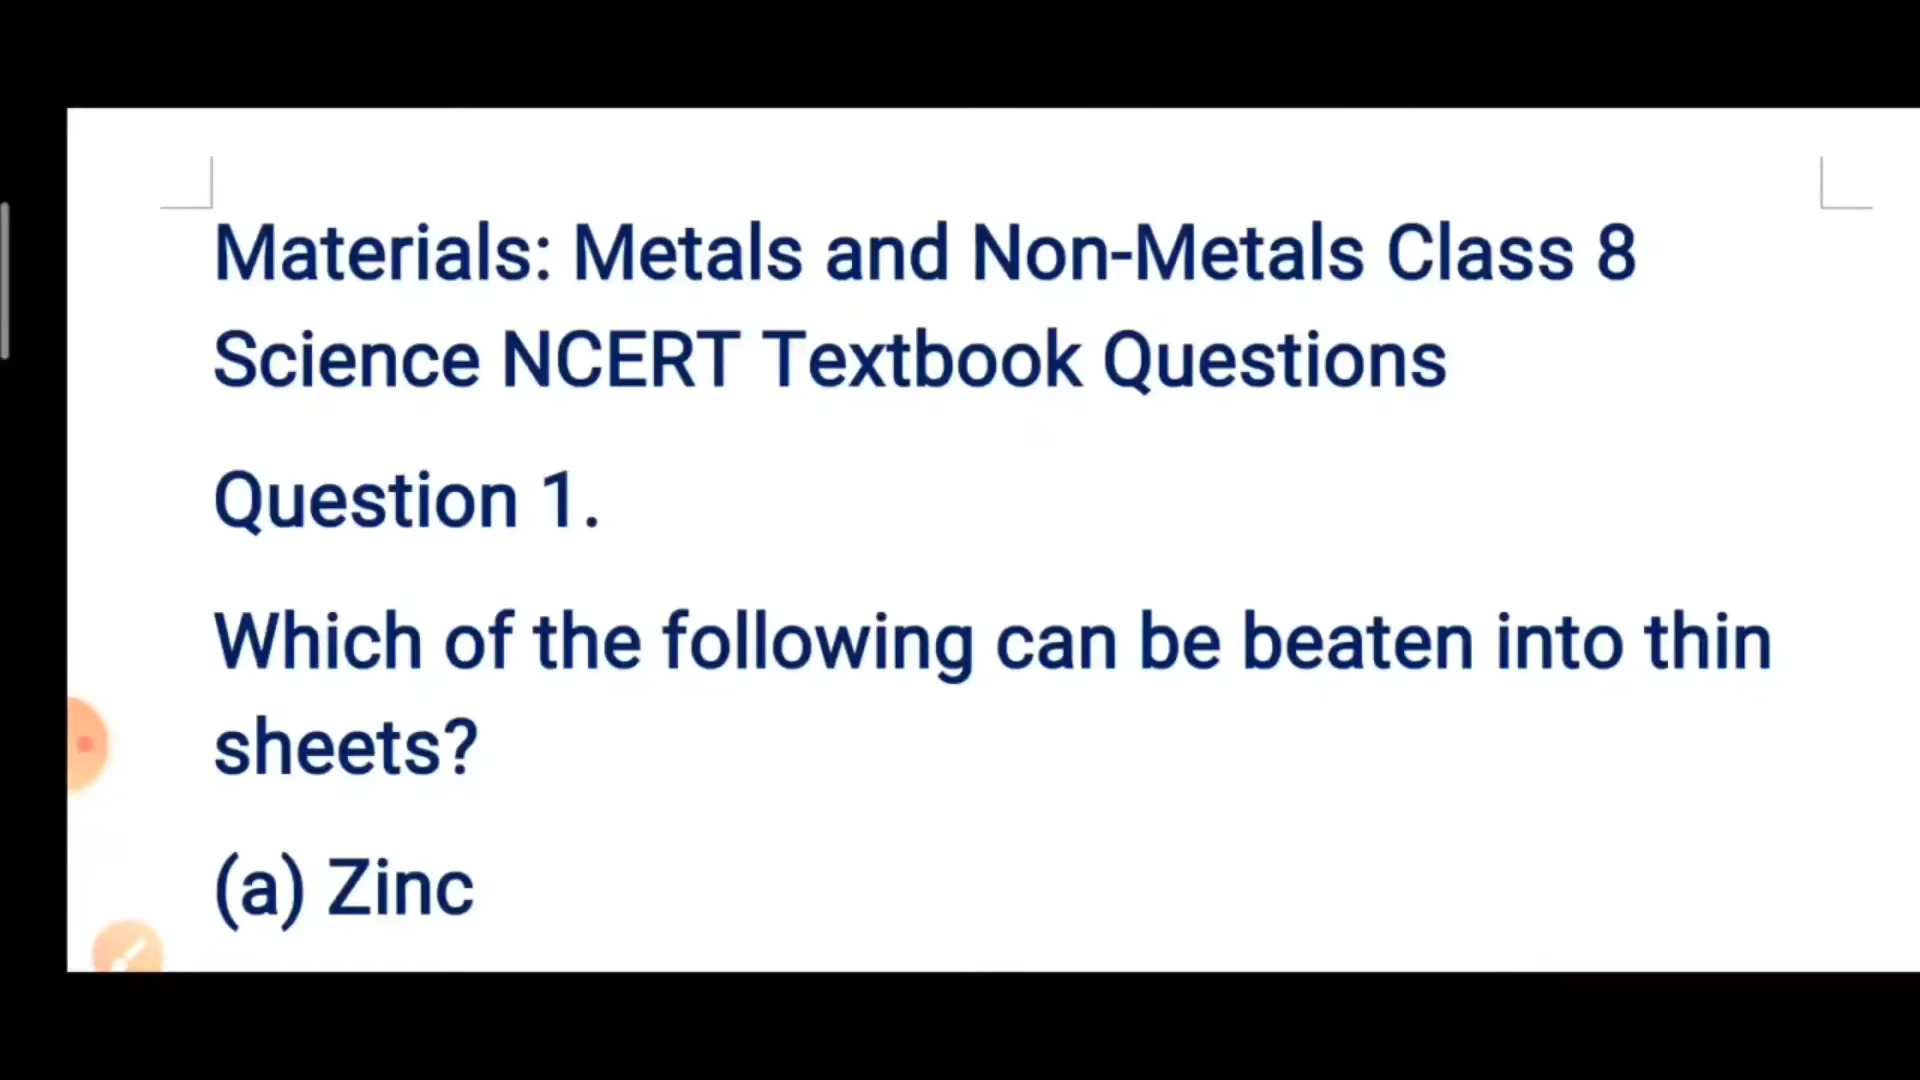 Materials: Metals and Non-Metals Class 8
Science NCERT Textbook Questions
Question 1.
Which of the following can be beaten into thin
sheets?
(a) Zinc